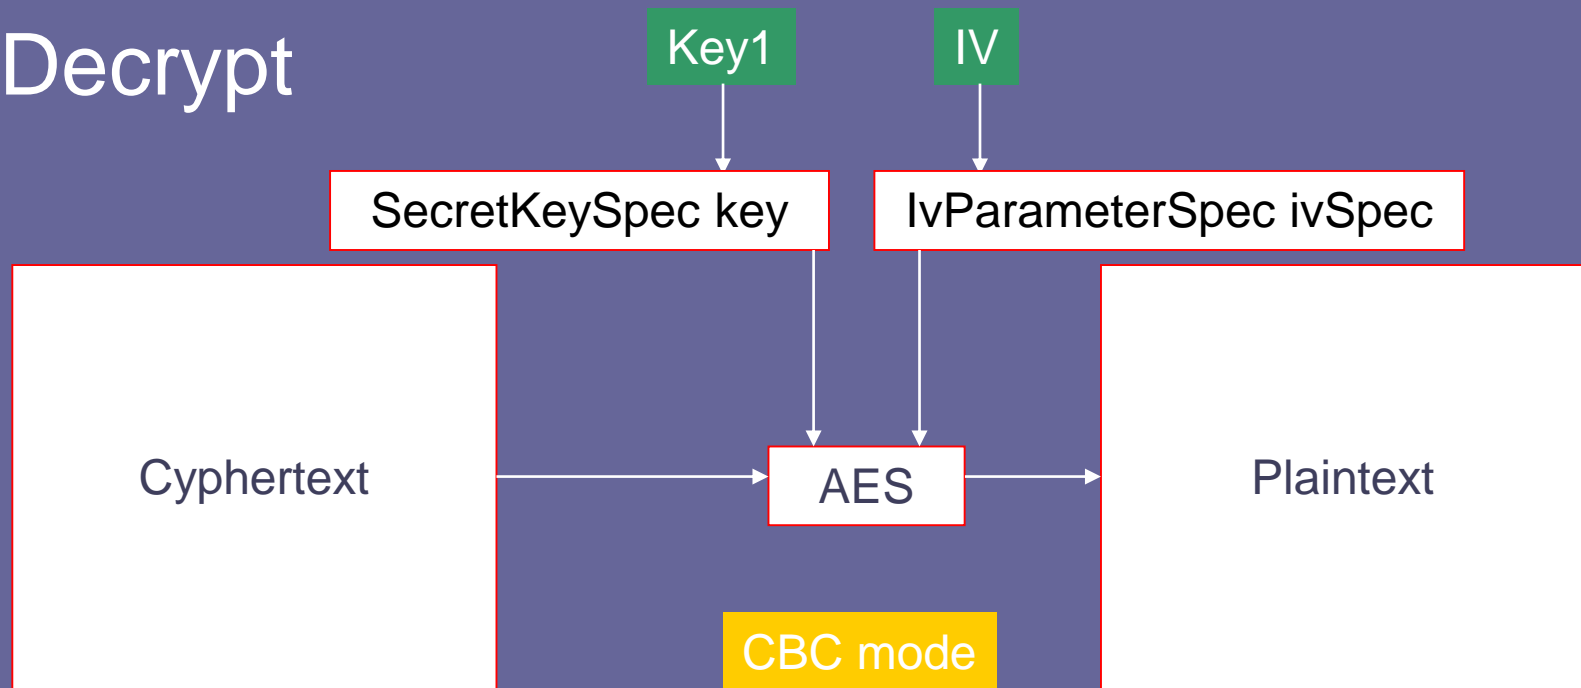 Decrypt
Key1
IV
SecretKeySpec key
IvParameterSpec ivSpec
Cyphertext
AES
Plaintext
CBC mode